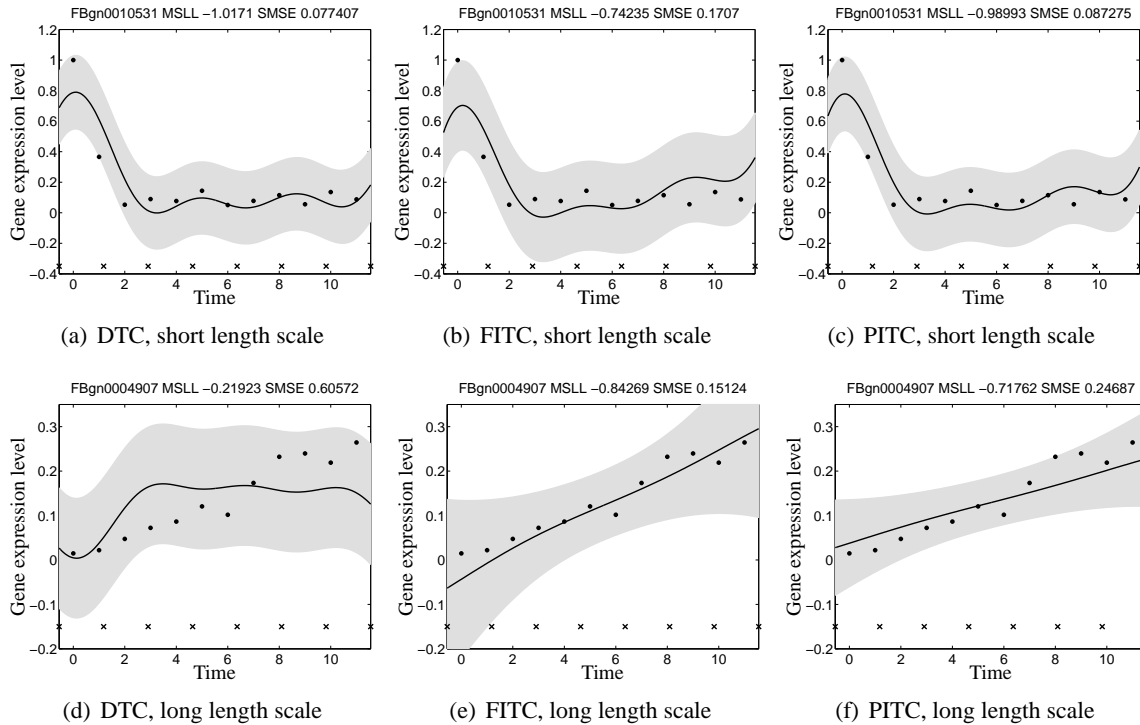 FBgn0010531 MSLL −1.0171 SMSE 0.077407
1.2
1
0.8
0.6
0.4
0.2
0
−0.2
−0.4
Gene expression level
0 2 4 6 8 10
Time
(a) DTC, short length scale
FBgn0010531 MSLL −0.74235 SMSE 0.1707
1.2
1
0.8
0.6
0.4
0.2
0
−0.2
−0.4
Gene expression level
0 2 4 6 8 10
Time
(b) FITC, short length scale
FBgn0010531 MSLL −0.98993 SMSE 0.087275
1.2
1
0.8
0.6
0.4
0.2
0
−0.2
−0.4
Gene expression level
0 2 4 6 8 10
Time
(c) PITC, short length scale
FBgn0004907 MSLL −0.21923 SMSE 0.60572
0.3
0.2
0.1
0
−0.1
−0.2
Gene expression level
0 2 4 6 8 10
Time
(d) DTC, long length scale
FBgn0004907 MSLL −0.84269 SMSE 0.15124
0.3
0.2
0.1
0
−0.1
−0.2
Gene expression level
0 2 4 6 8 10
Time
(e) FITC, long length scale
FBgn0004907 MSLL −0.71762 SMSE 0.24687
0.3
0.2
0.1
0
−0.1
−0.2
Gene expression level
0 2 4 6 8 10
Time
(f) PITC, long length scale